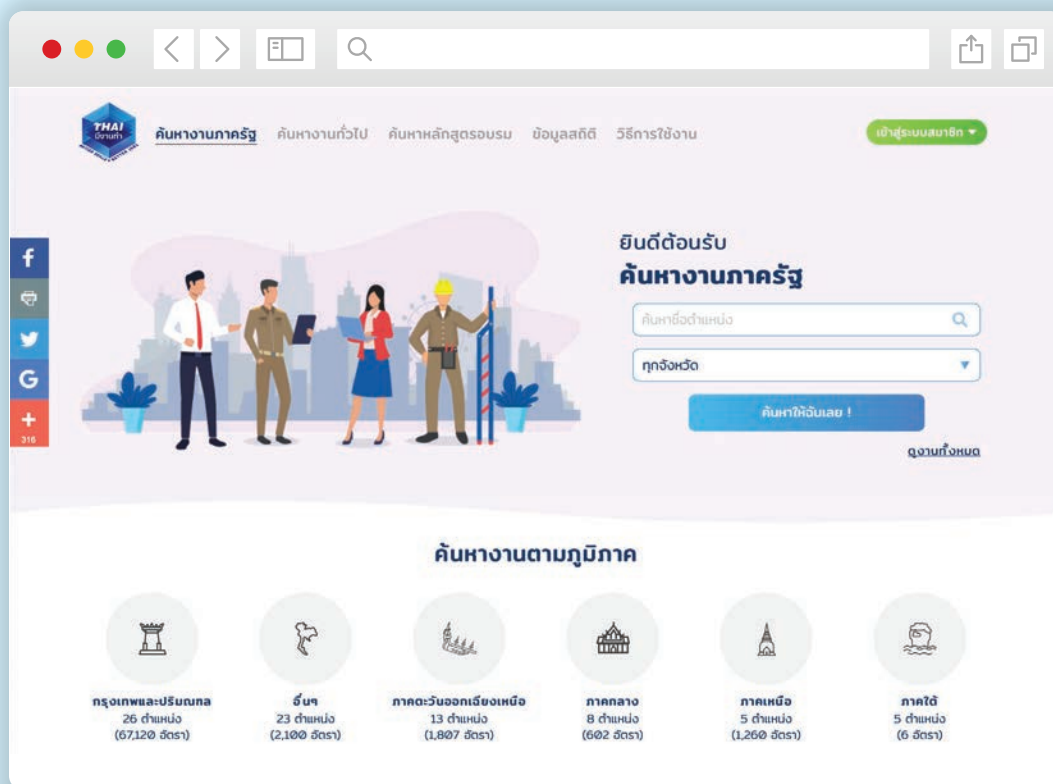 THAI
มีงานทำ
ค้นหางานภาครัฐ ค้นหางานทั่วไป ค้นหาหลักสูตรอบรม ข้อมูลสถิติ วิธีการใช้งาน
เข้าสู่ระบบสมาชิก
ยินดีต้อนรับ
ค้นหางานภาครัฐ
ค้นหาชื่อตำแหน่ง
ทุกจังหวัด
ค้นหาให้ฉันเลย !
ดูงานทั้งหมด
316
ค้นหางานตามภูมิภาค
กรุงเทพและปริมณฑล
26 ตำแหน่ง
(67,120 อัตรา)
อื่นๆ
23 ตำแหน่ง
(2,100 อัตรา)
ภาคตะวันออกเฉียงเหนือ
13 ตำแหน่ง
(1,807 อัตรา)
ภาคกลาง
8 ตำแหน่ง
(602 อัตรา)
ภาคเหนือ
5 ตำแหน่ง
(1,260 อัตรา)
ภาคใต้
5 ตำแหน่ง
(6 อัตรา)